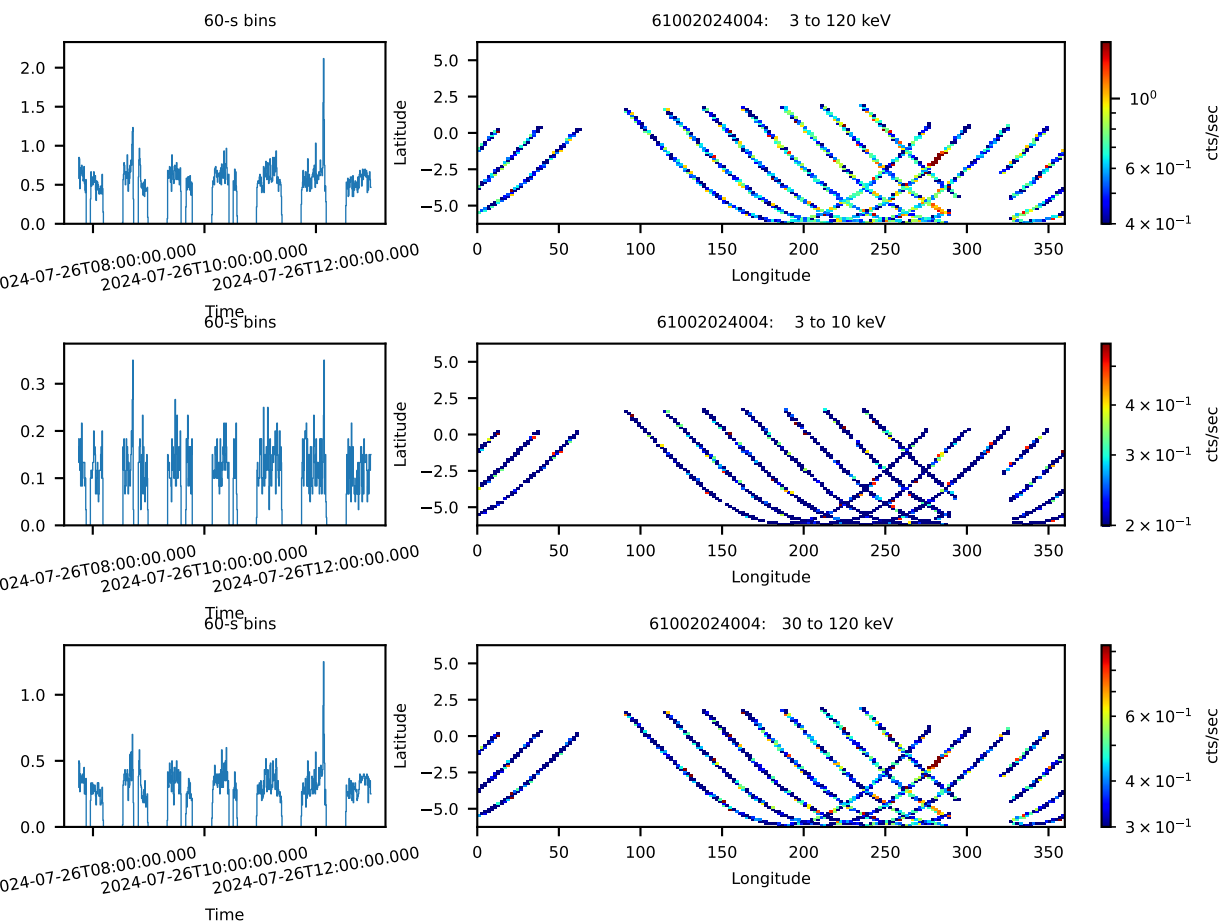 60-s bins
61002024004: 3 to 120 keV
2.0
1.5
1.0
0.5
0.0
024-07-26T08:00:00.000
2024-07-26T10:00:00.000
2024-07-26T12:00:00.000
Time
Latitude
5.0
2.5
0.0
−2.5
−5.0
0 50 100 150 200 250 300 350
Longitude
10^0
6 × 10^−1
4 × 10^−1
cts/sec
60-s bins
61002024004: 3 to 10 keV
0.3
0.2
0.1
0.0
024-07-26T08:00:00.000
2024-07-26T10:00:00.000
2024-07-26T12:00:00.000
Time
Latitude
5.0
2.5
0.0
−2.5
−5.0
0 50 100 150 200 250 300 350
Longitude
4 × 10^−1
3 × 10^−1
2 × 10^−1
cts/sec
60-s bins
61002024004: 30 to 120 keV
1.0
0.5
0.0
024-07-26T08:00:00.000
2024-07-26T10:00:00.000
2024-07-26T12:00:00.000
Time
Latitude
5.0
2.5
0.0
−2.5
−5.0
0 50 100 150 200 250 300 350
Longitude
6 × 10^−1
4 × 10^−1
3 × 10^−1
cts/sec